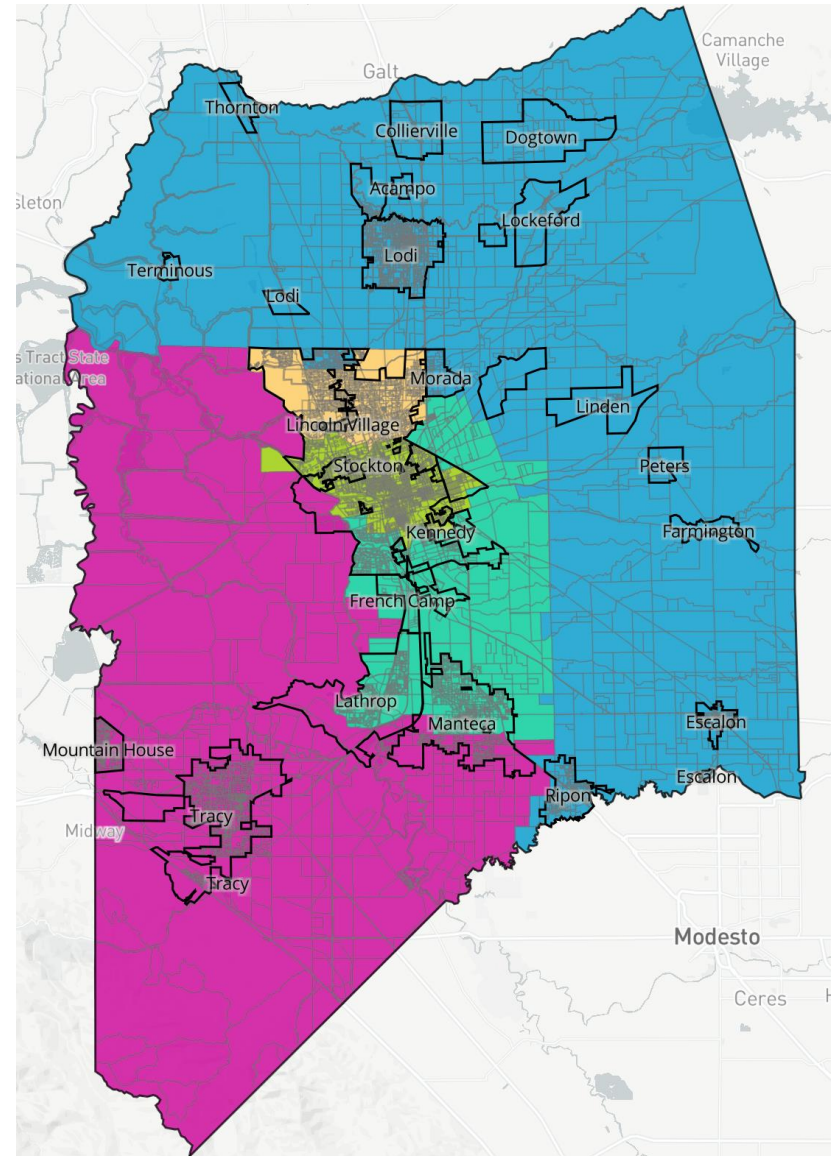 Camanche
Village
Galt
Thornton
Collierville
Dogtown
sleton
Acampo
Lockeford
Lodi
Terminous
Lodi
s Tract State
ational Area
Morada
Linden
Lincoln Village
Stockton
Peters
Kennedy
Farmington
French Camp
Lathrop
Manteca
Escalon
Mountain House
Escalon
Ripon
Tracy
Midway
Tracy
Modesto
Ceres
H